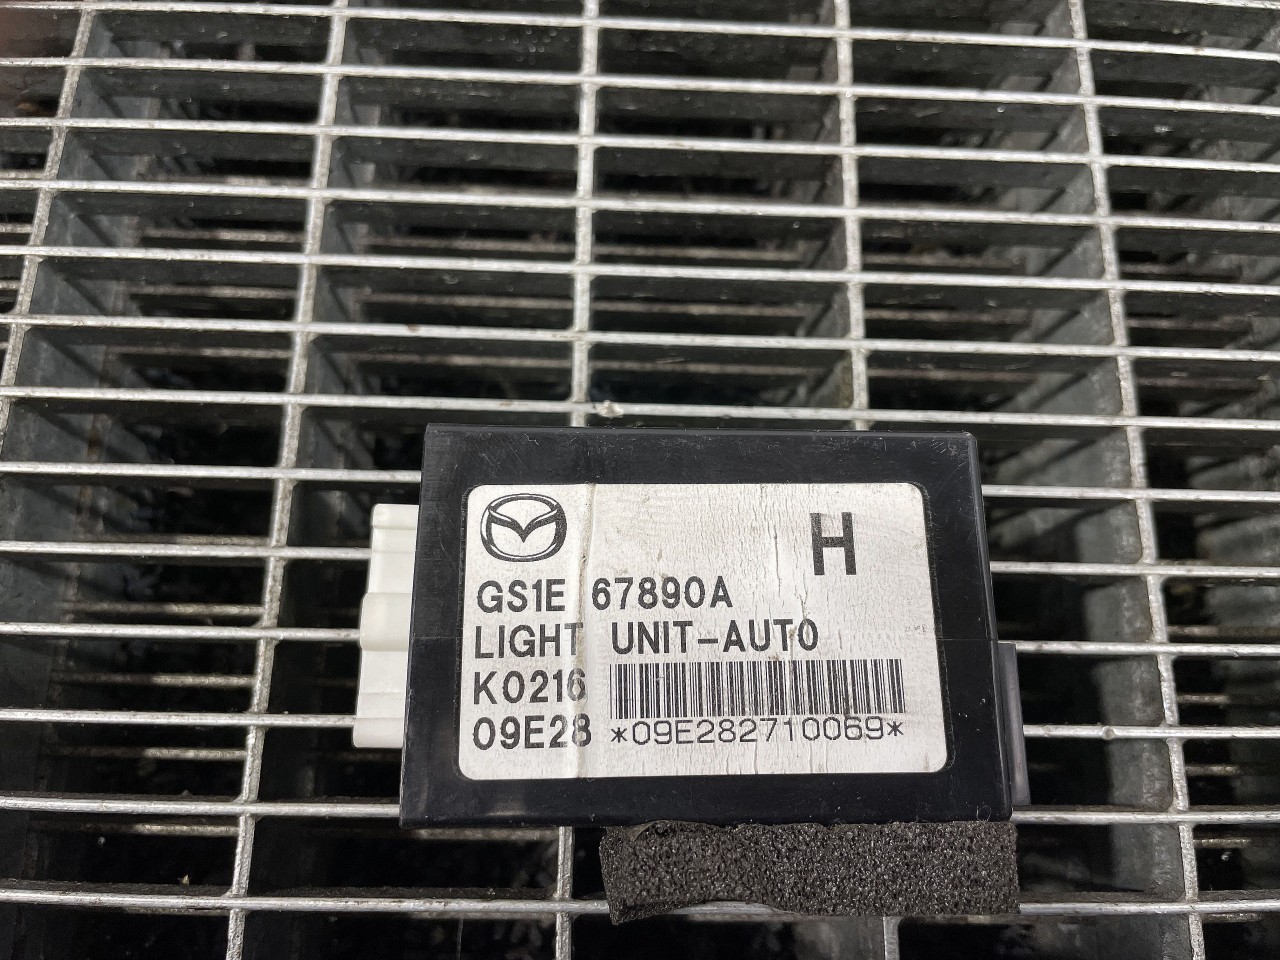 H
GS1E 67890A
LIGHT UNIT-AUTO
K0216
09E28 *09E282710069*